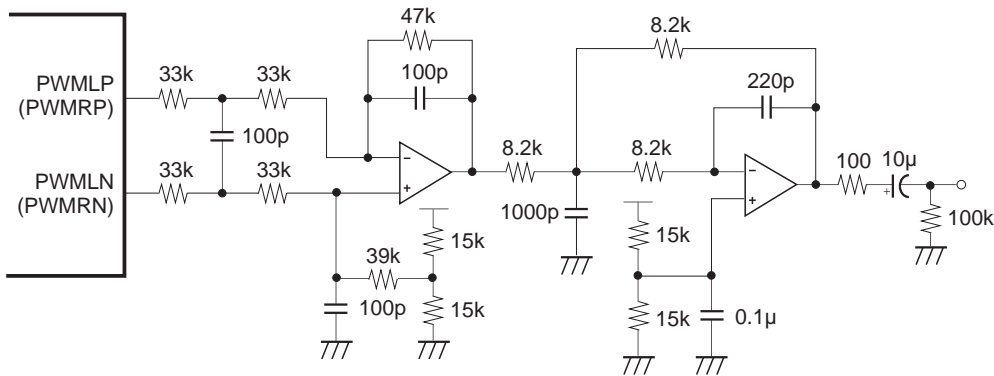 47k
8.2k
PWMLP
(PWMRP)
33k
33k
100p
220p
100p
8.2k
8.2k
100
10µ
PWMLN
(PWMRN)
33k
33k
−
+
−
+
+
1000p
15k
15k
100k
39k
100p
15k
15k
0.1µ